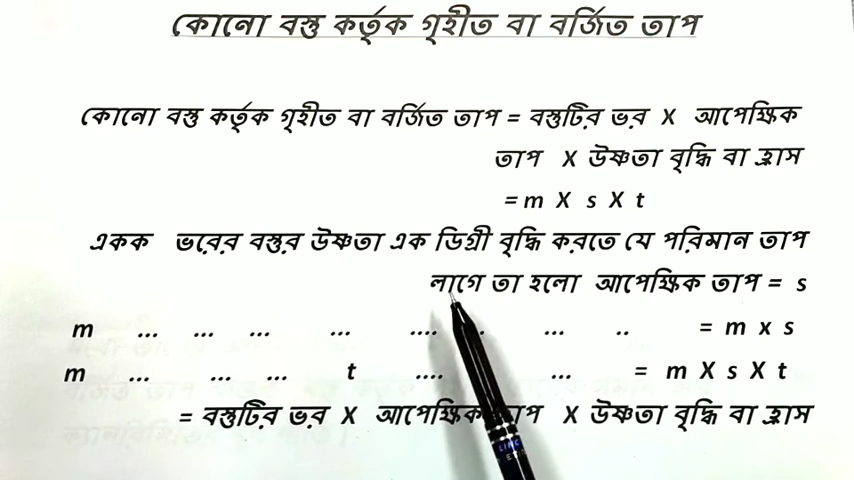 কোনো বস্তু কর্তৃক গৃহীত বা বর্জিত তাপ
কোনো বস্তু কর্তৃক গৃহীত বা বর্জিত তাপ = বস্তুটির ভর X আপেক্ষিক
তাপ X উষ্ণতা বৃদ্ধি বা হ্রাস
= m X s X t
একক ভরের বস্তুর উষ্ণতা এক ডিগ্রী বৃদ্ধি করতে যে পরিমান তাপ
লাগে তা হলো আপেক্ষিক তাপ = s
m ... ... ... ... .... . ... .. = m x s
m ... ... ... t .... ... = m X s X t
= বস্তুটির ভর X আপেক্ষিক তাপ X উষ্ণতা বৃদ্ধি বা হ্রাস